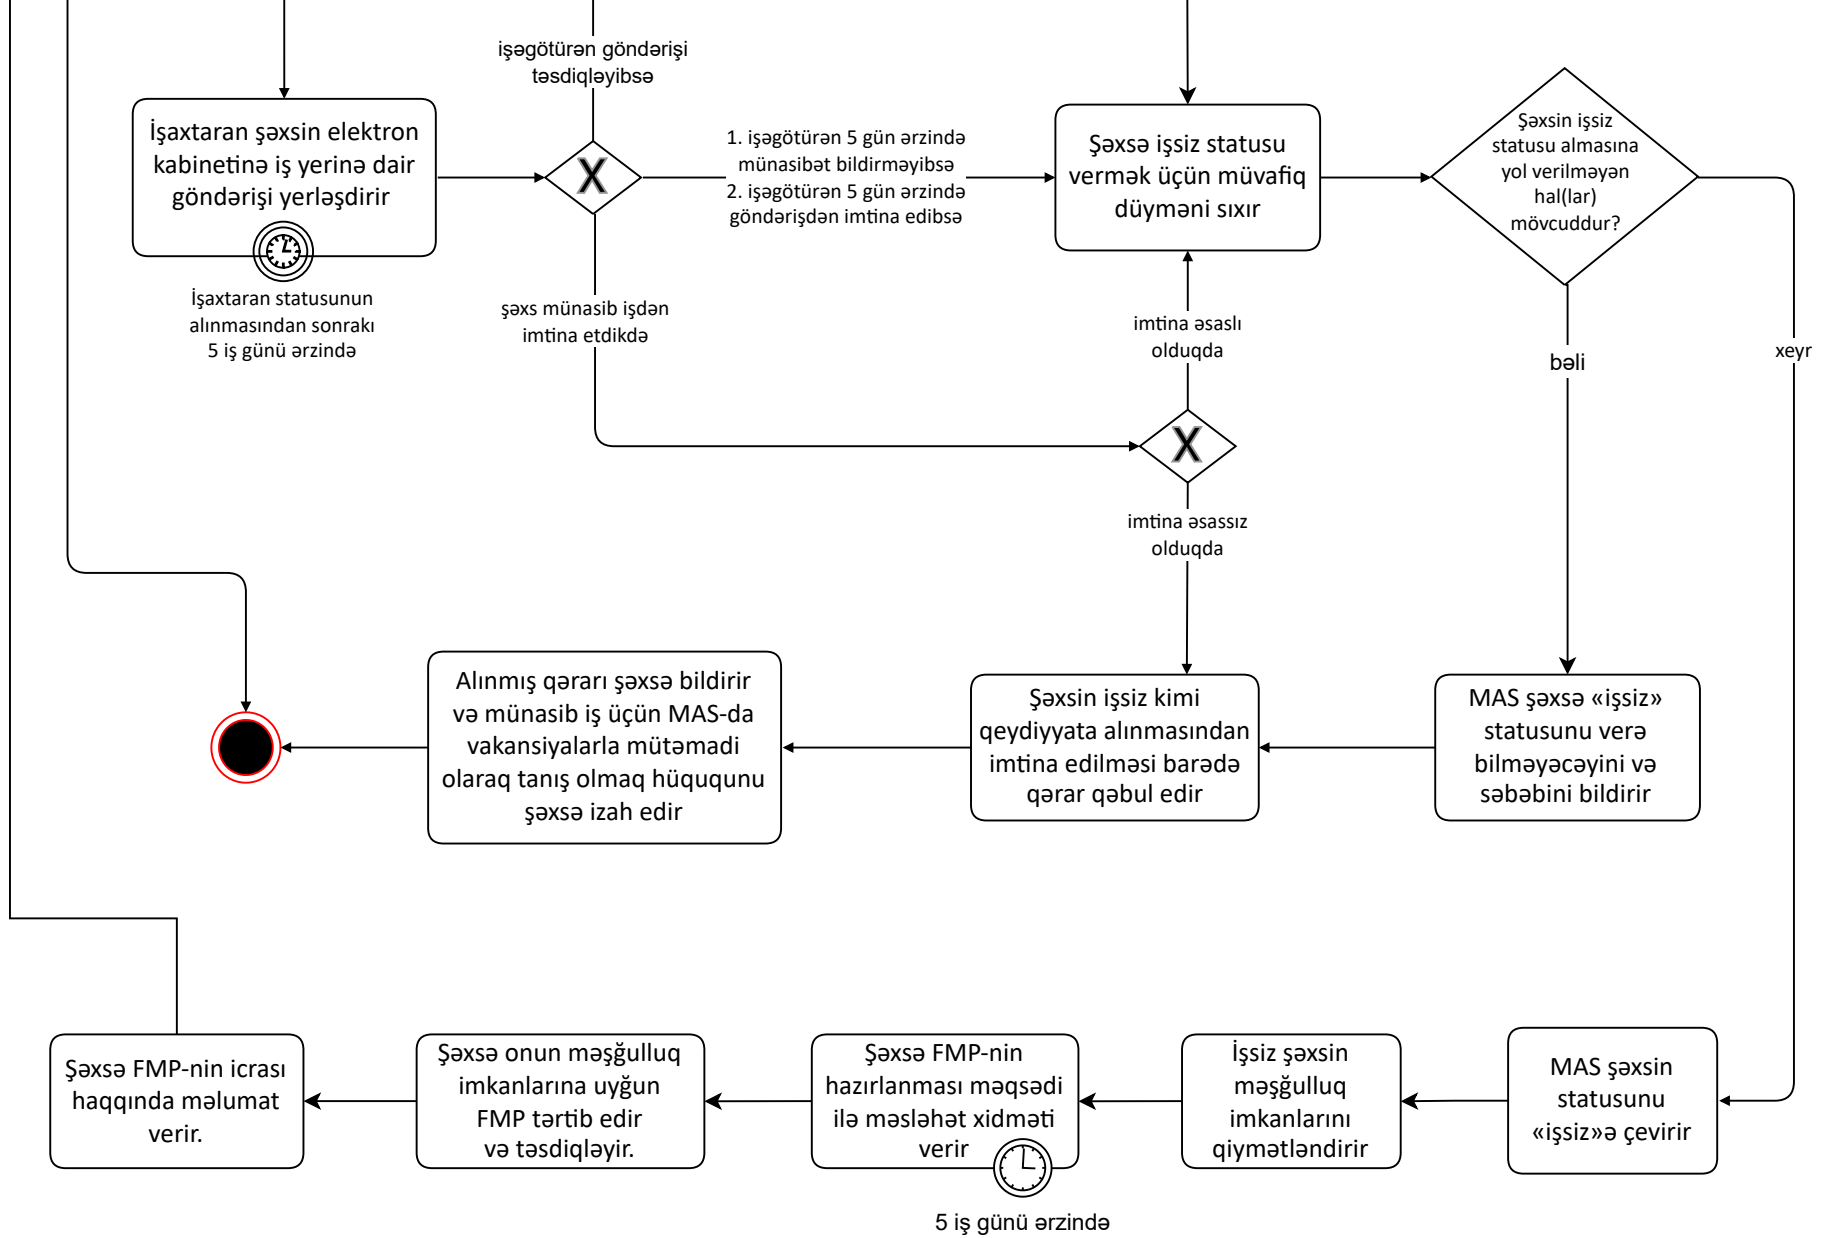 işəgötürən göndərişi
təsdiqləyibsə
İşaxtaran şəxsin elektron
kabinetinə iş yerinə dair
göndərişi yerləşdirir
İşaxtaran statusunun
alınmasından sonrakı
5 iş günü ərzində
X
1. işəgötürən 5 gün ərzində
münasibət bildirməyibsə
2. işəgötürən 5 gün ərzində
göndərişdən imtina edibsə
şəxs münasib işdən
imtina etdikdə
Şəxsə işsiz statusu
vermək üçün müvafiq
düyməni sıxır
Şəxsin işsiz
statusu almasına
yol verilməyən
hal(lar)
mövcuddur?
imtina əsaslı
olduqda
bəli
xeyr
X
imtina əsassız
olduqda
Alınmış qərarı şəxsə bildirir
və münasib iş üçün MAS-da
vakansiyalarla mütəmadi
olaraq tanış olmaq hüququnu
şəxsə izah edir
Şəxsin işsiz kimi
qeydiyyata alınmasından
imtina edilməsi barədə
qərar qəbul edir
MAS şəxsə «işsiz»
statusunu verə
bilməyəcəyini və
səbəbini bildirir
Şəxsə FMP-nin icrası
haqqında məlumat
verir.
Şəxsə onun məşğulluq
imkanlarına uyğun
FMP tərtib edir
və təsdiqləyir.
Şəxsə FMP-nin
hazırlanması məqsədi
ilə məsləhət xidməti
verir
5 iş günü ərzində
İşsiz şəxsin
məşğulluq
imkanlarını
qiymətləndirir
MAS şəxsin
statusunu
«işsiz»ə çevirir